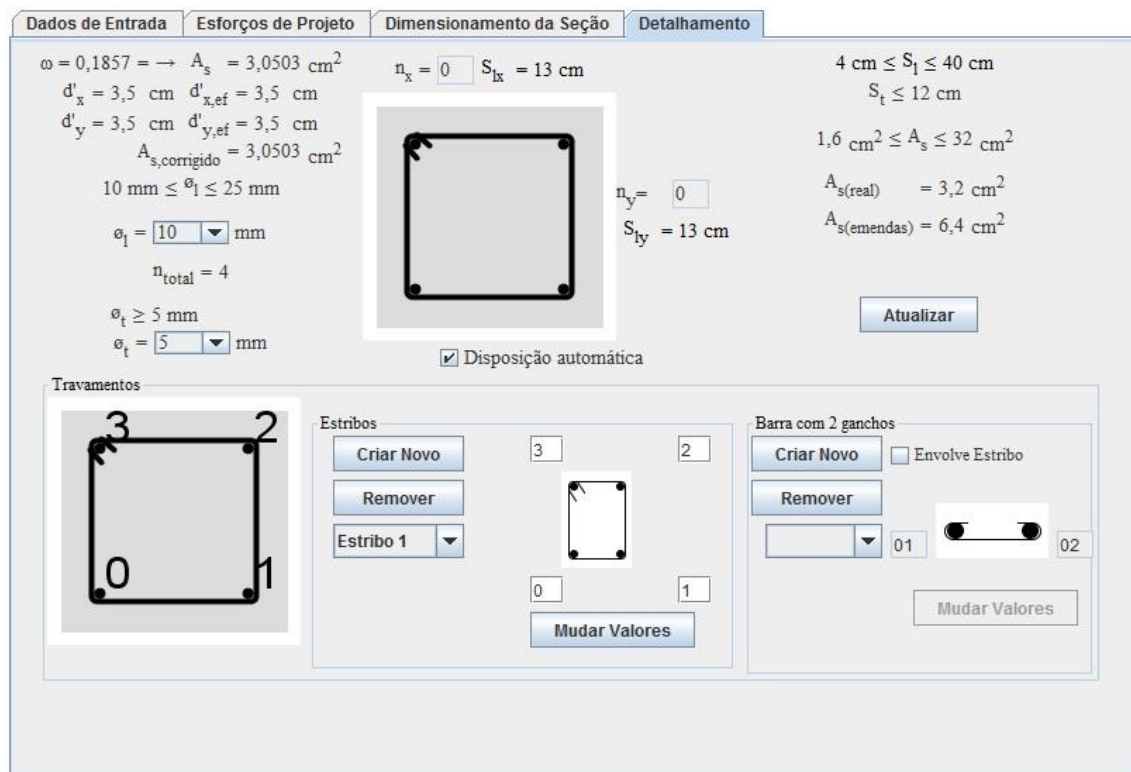 Dados de Entrada
Esforços de Projeto
Dimensionamento da Seção
Detalhamento
ω = 0,1857 = → A_s = 3,0503 cm²
d'_x = 3,5 cm d'_x,ef = 3,5 cm
d'_y = 3,5 cm d'_y,ef = 3,5 cm
A_s,corrigido = 3,0503 cm²
10 mm ≤ ø_l ≤ 25 mm
ø_l = 10 mm
n_total = 4
ø_t ≥ 5 mm
ø_t = 5 mm
n_x = 0 S_lx = 13 cm
n_y= 0
S_ly = 13 cm
Disposição automática
4 cm ≤ S_l ≤ 40 cm
S_t ≤ 12 cm
1,6 cm² ≤ A_s ≤ 32 cm²
A_s(real) = 3,2 cm²
A_s(emendas) = 6,4 cm²
Atualizar
Travamentos
3 2
0 1
Estribos
Criar Novo
Remover
Estribo 1
3 2
0 1
Mudar Valores
Barra com 2 ganchos
Criar Novo
Envolve Estribo
Remover
01 02
Mudar Valores